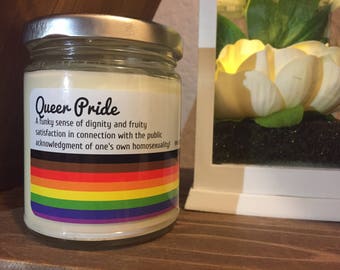 Queer Pride
A funky sense of dignity and fruity
satisfaction in connection with the public
acknowledgment of one's own homosexuality!